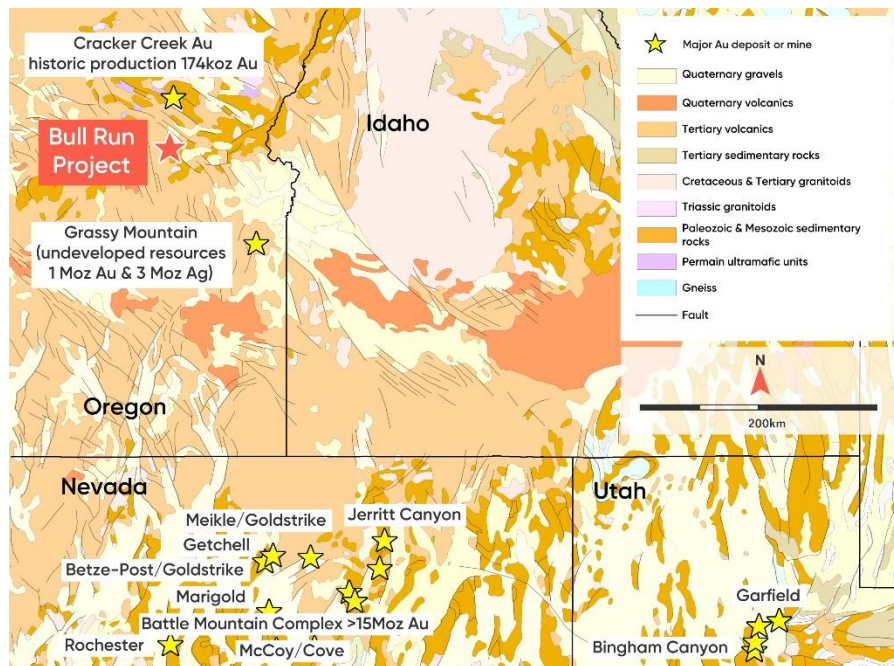 Cracker Creek Au
historic production 174koz Au
Bull Run
Project
Idaho
Grassy Mountain
(undeveloped resources
1 Moz Au & 3 Moz Ag)
Oregon
Nevada
Utah
Meikle/Goldstrike
Jerritt Canyon
Getchell
Betze-Post/Goldstrike
Marigold
Battle Mountain Complex >15Moz Au
Rochester
McCoy/Cove
Garfield
Bingham Canyon
Major Au deposit or mine
Quaternary gravels
Quaternary volcanics
Tertiary volcanics
Tertiary sedimentary rocks
Cretaceous & Tertiary granitoids
Triassic granitoids
Paleozoic & Mesozoic sedimentary
rocks
Permain ultramafic units
Gneiss
Fault
N
200km